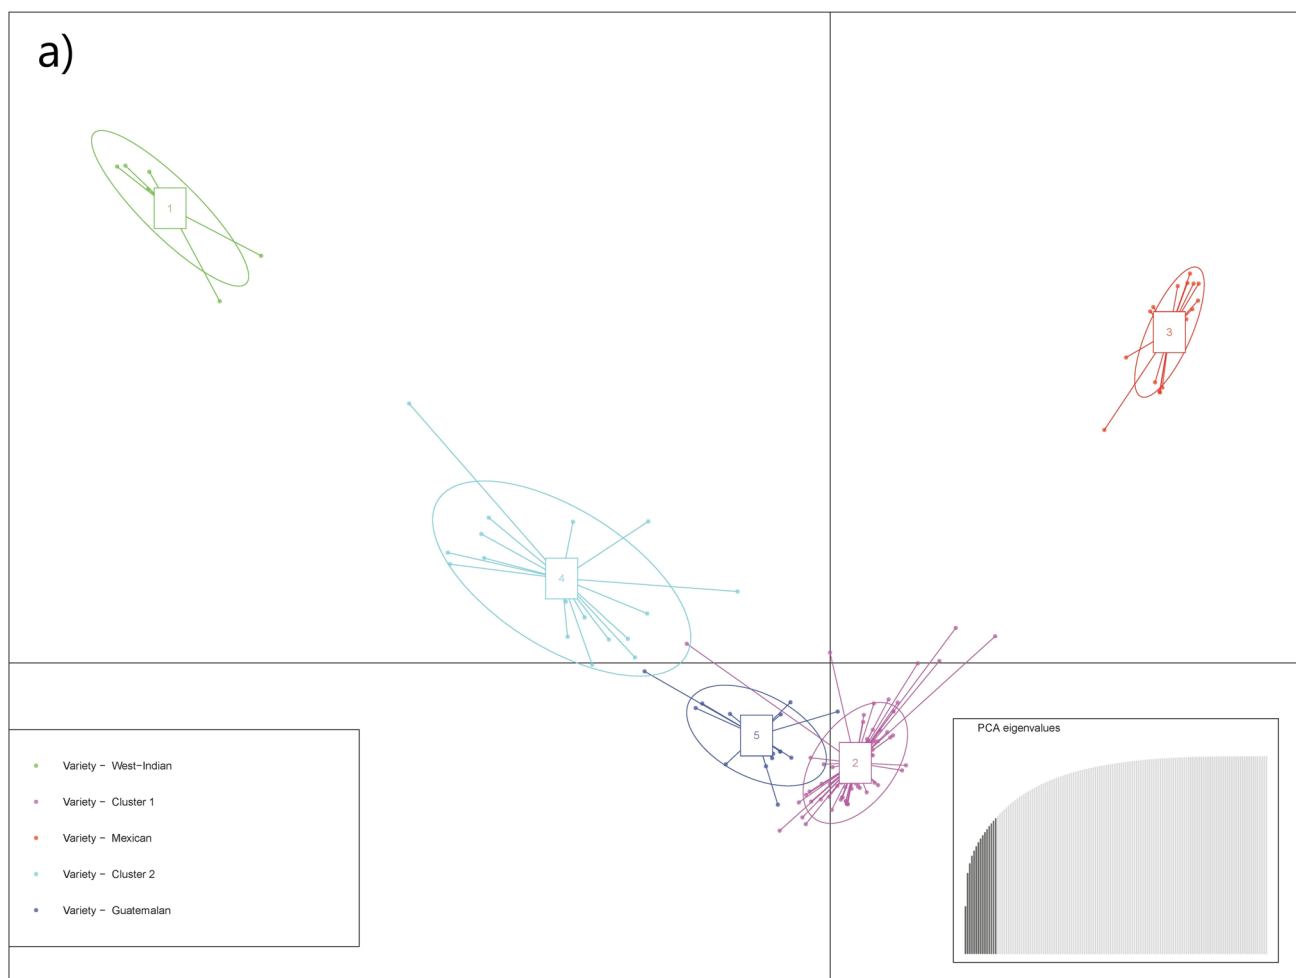 a)
1
3
4
5
2
PCA eigenvalues
Variety − West−Indian
Variety − Cluster 1
Variety − Mexican
Variety − Cluster 2
Variety − Guatemalan